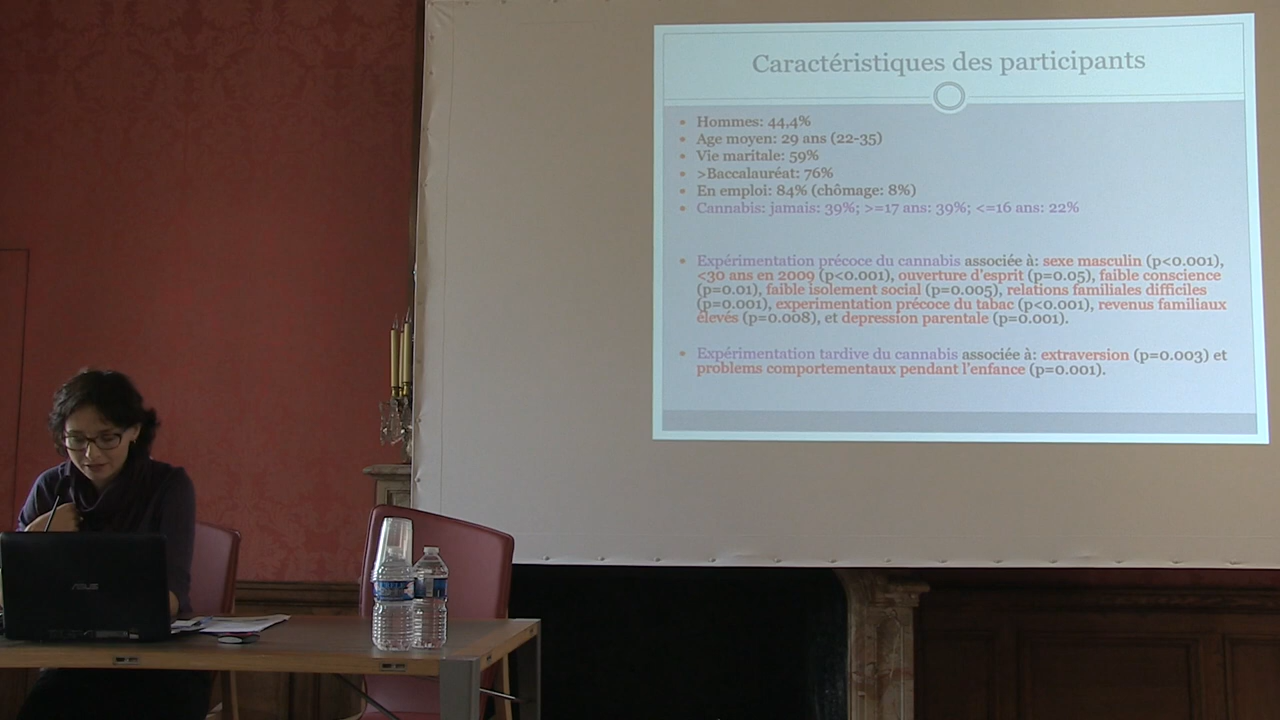 Caractéristiques des participants
• Hommes: 44,4%
• Age moyen: 29 ans (22-35)
• Vie maritale: 59%
• >Baccalauréat: 76%
• En emploi: 84% (chômage: 8%)
• Cannabis: jamais: 39%; >=17 ans: 39%; <=16 ans: 22%
• Expérimentation précoce du cannabis associée à: sexe masculin (p<0.001),
<30 ans en 2009 (p<0.001), ouverture d'esprit (p=0.05), faible conscience
(p=0.01), faible isolement social (p=0.005), relations familiales difficiles
(p=0.001), experimentation précoce du tabac (p<0.001), revenus familiaux
élevés (p=0.008), et depression parentale (p=0.001).
• Expérimentation tardive du cannabis associée à: extraversion (p=0.003) et
problems comportementaux pendant l'enfance (p=0.001).
ASUS